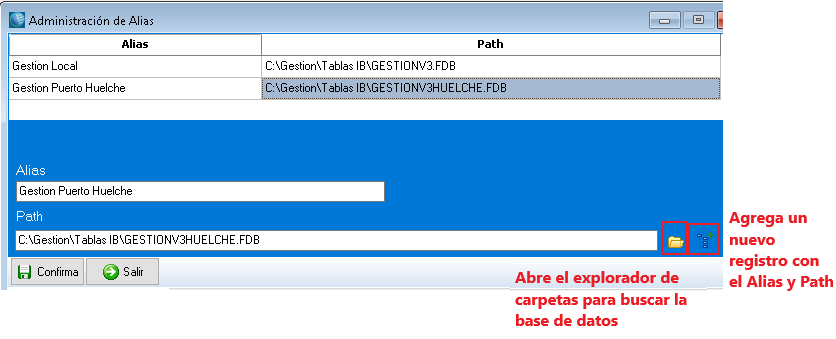 Administración de Alias
Alias Path
Gestion Local C:\Gestion\Tablas IB\GESTIONV3.FDB
Gestion Puerto Huelche C:\Gestion\Tablas IB\GESTIONV3HUELCHE.FDB
Alias
Gestion Puerto Huelche
Path
C:\Gestion\Tablas IB\GESTIONV3HUELCHE.FDB
Confirma Salir
Abre el explorador de
carpetas para buscar la
base de datos
Agrega un
nuevo
registro con
el Alias y Path